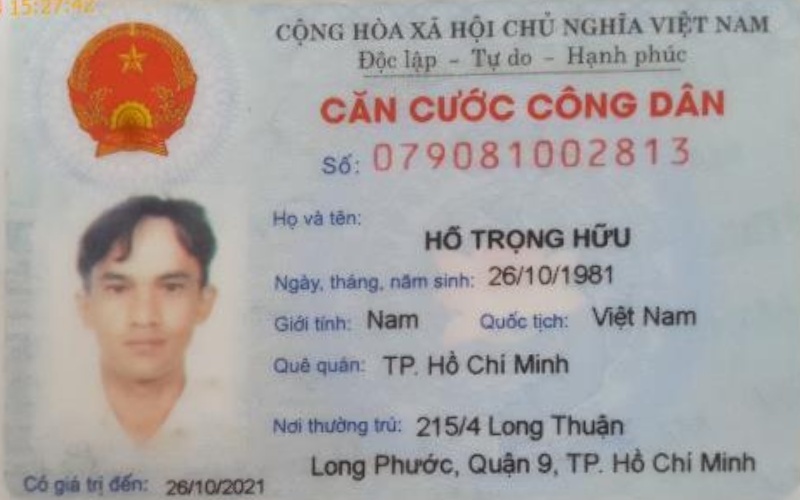 15:27:42
CỘNG HÒA XÃ HỘI CHỦ NGHĨA VIỆT NAM
Độc lập - Tự do - Hạnh phúc
CĂN CƯỚC CÔNG DÂN
Số: 079081002813
Họ và tên:
HỒ TRỌNG HỮU
Ngày, tháng, năm sinh: 26/10/1981
Giới tính: Nam Quốc tịch: Việt Nam
Quê quán: TP. Hồ Chí Minh
Nơi thường trú: 215/4 Long Thuận
Long Phước, Quận 9, TP. Hồ Chí Minh
Có giá trị đến: 26/10/2021